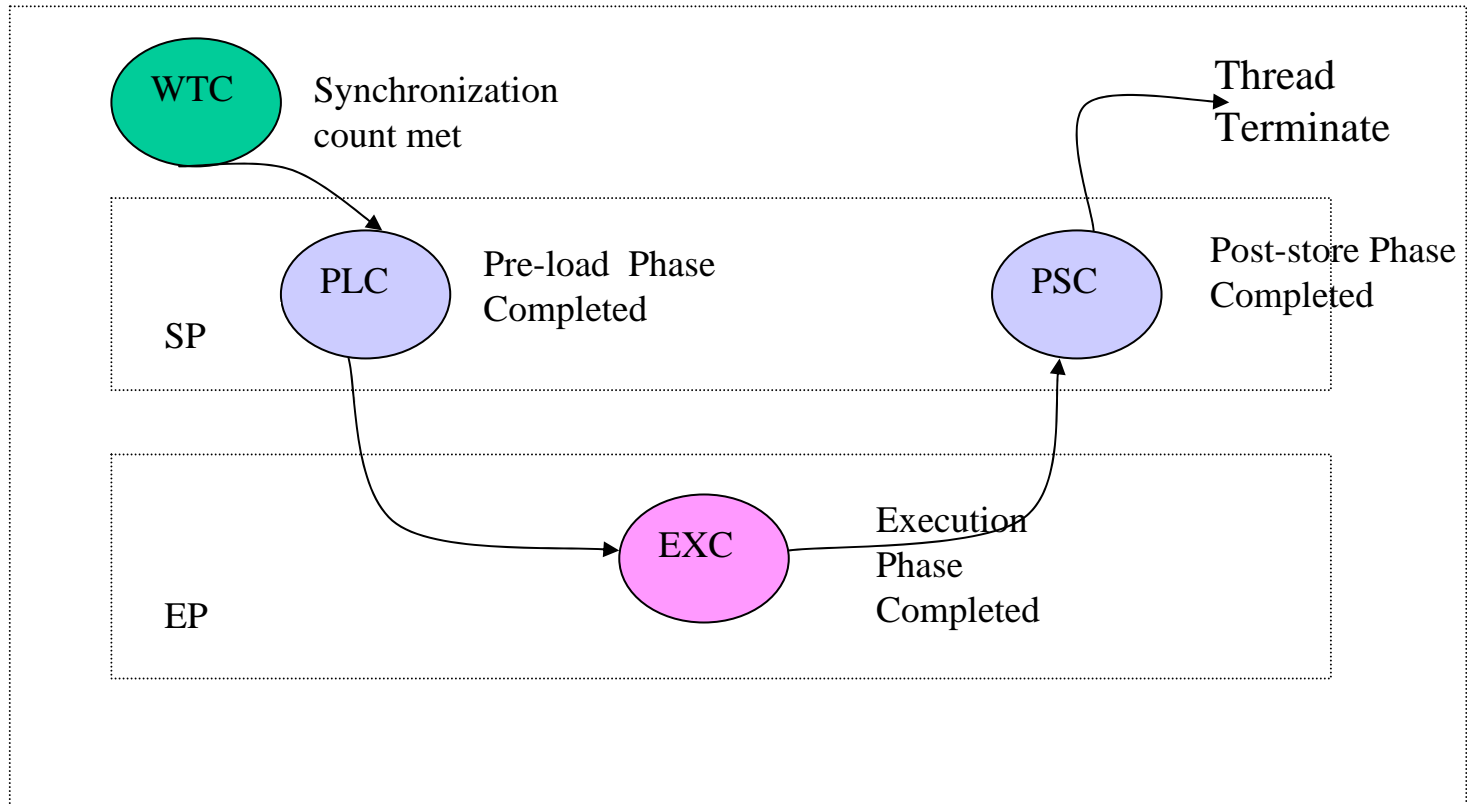 WTC
Synchronization
count met
Thread
Terminate
PLC
Pre-load Phase
Completed
PSC
Post-store Phase
Completed
SP
EXC
Execution
Phase
Completed
EP